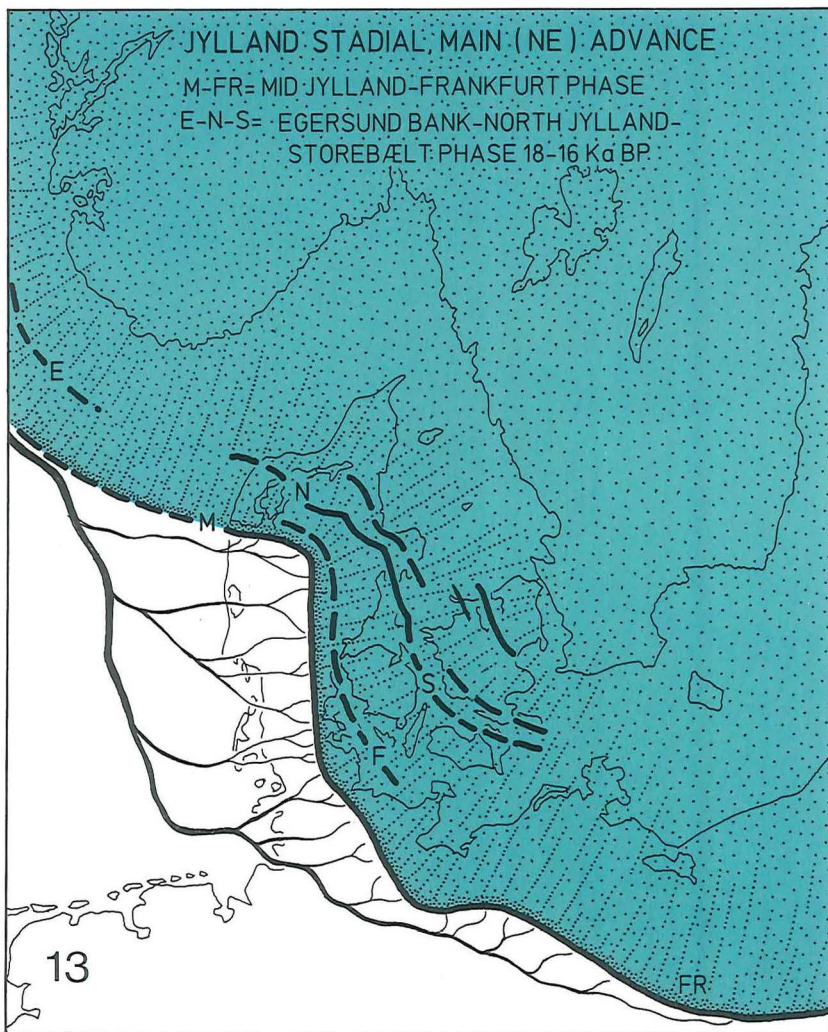 JYLLAND STADIAL, MAIN (NE) ADVANCE
M-FR= MID JYLLAND-FRANKFURT PHASE
E-N-S= EGERSUND BANK-NORTH JYLLAND-
STOREBÆLT PHASE 18-16 Ka BP.
E
N
M
S
F
FR
13